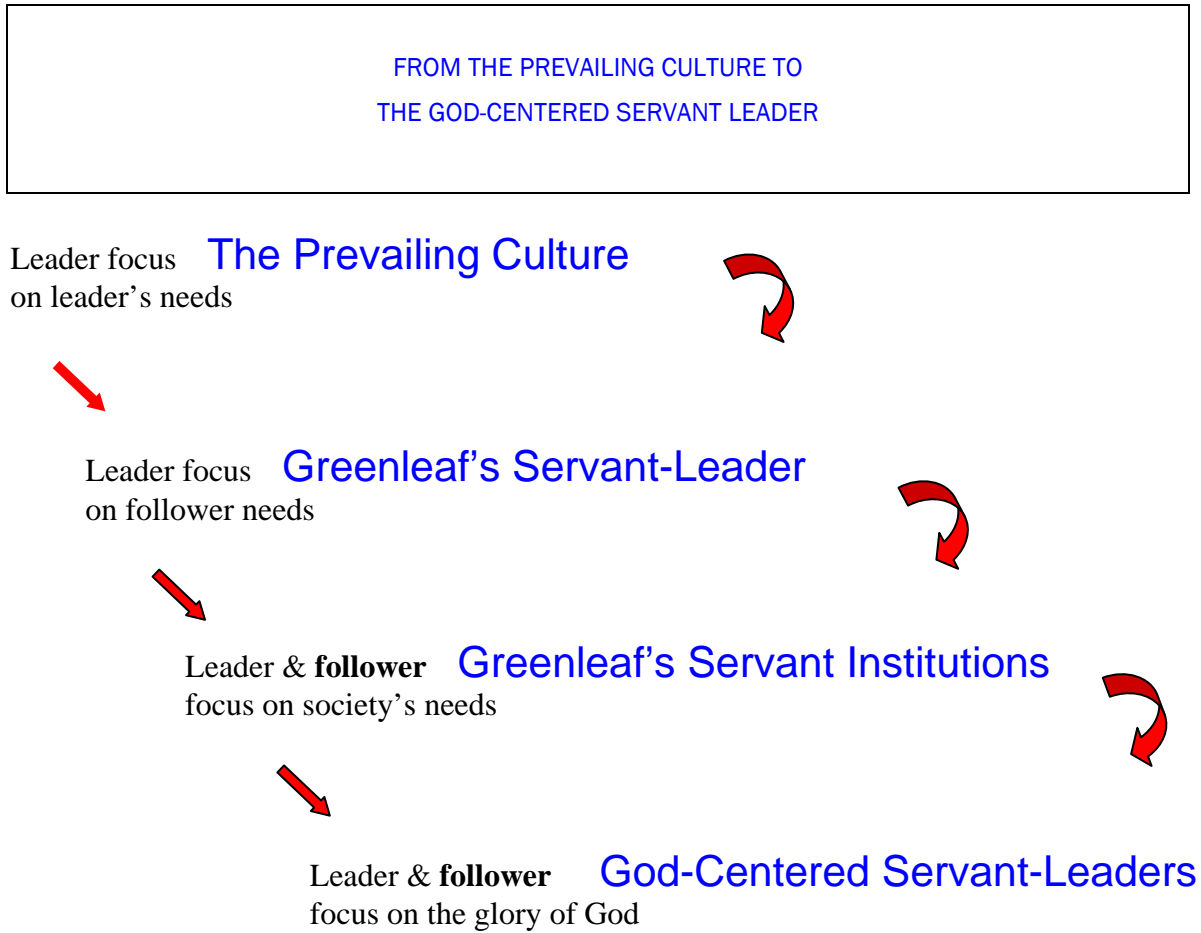 FROM THE PREVAILING CULTURE TO
THE GOD-CENTERED SERVANT LEADER
Leader focus The Prevailing Culture
on leader’s needs
Leader focus Greenleaf’s Servant-Leader
on follower needs
Leader & follower Greenleaf’s Servant Institutions
focus on society’s needs
Leader & follower God-Centered Servant-Leaders
focus on the glory of God